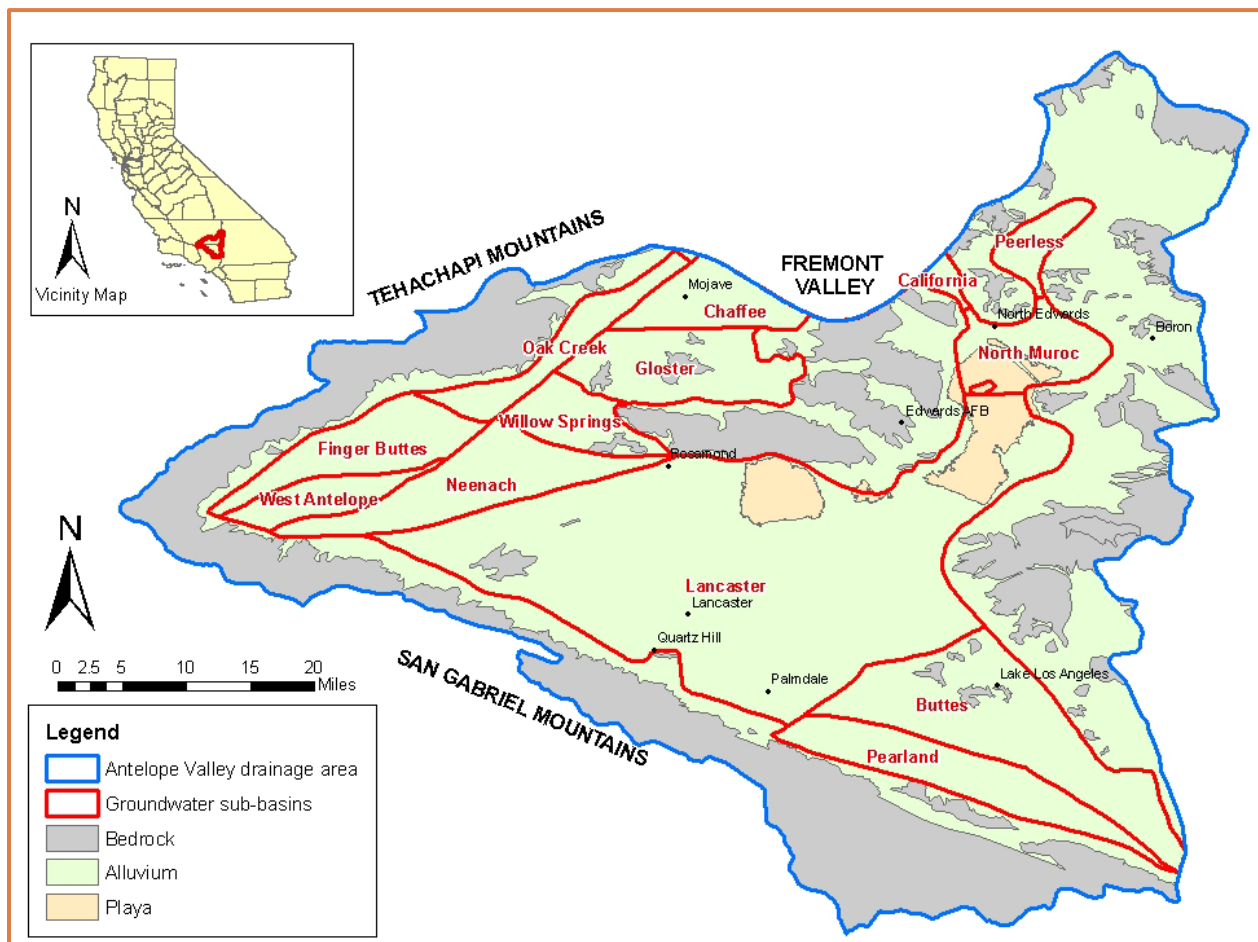 N
Vicinity Map
TEHACHAPI MOUNTAINS
FREMONT
VALLEY
Peerless
California
Mojave
Chaffee
North Edwards
Boron
Oak Creek
North Muroc
Gloster
Willow Springs
Edwards AFB
Finger Buttes
Rosamond
West Antelope
Neenach
N
Lancaster
Lancaster
Quartz Hill
SAN GABRIEL MOUNTAINS
Palmdale
Lake Los Angeles
Buttes
Pearland
0 2.5 5 10 15 20
Miles
Legend
Antelope Valley drainage area
Groundwater sub-basins
Bedrock
Alluvium
Playa